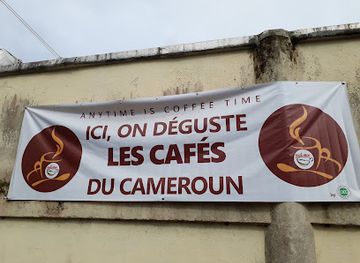 ANYTIME IS COFFEE TIME
ICI, ON DÉGUSTE
LES CAFÉS
DU CAMEROUN